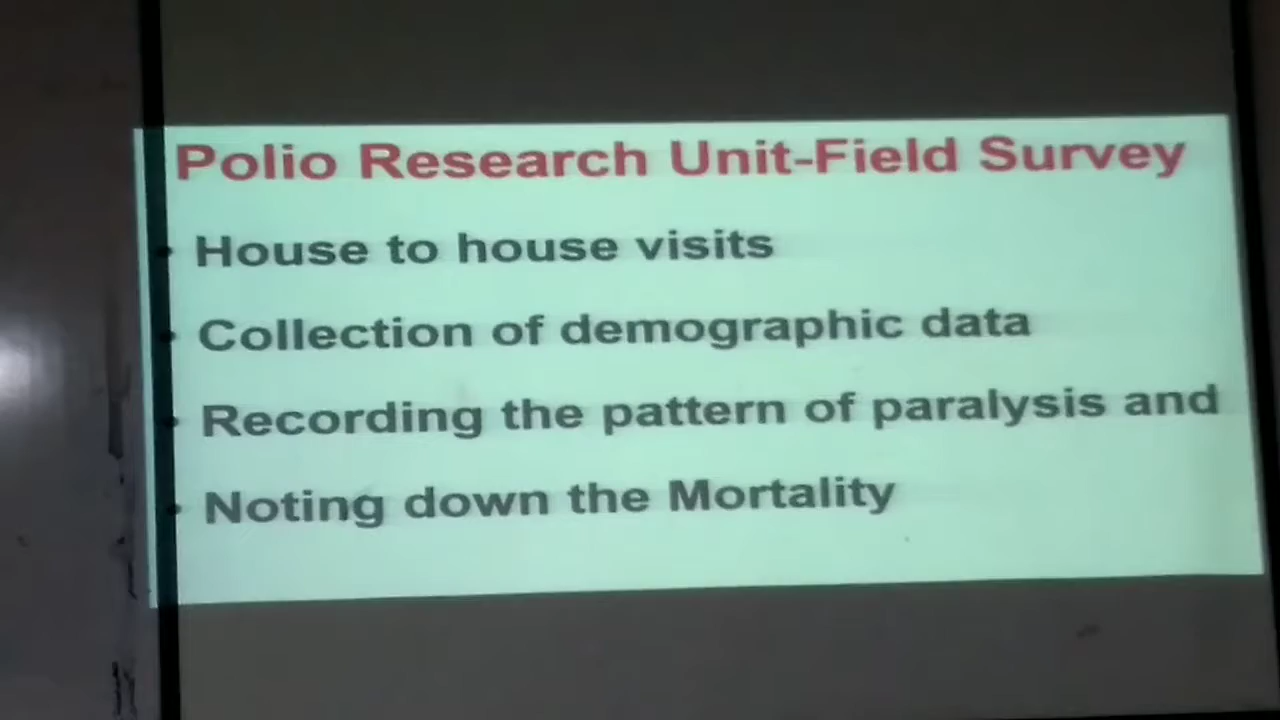 Polio Research Unit-Field Survey
• House to house visits
• Collection of demographic data
• Recording the pattern of paralysis and
• Noting down the Mortality